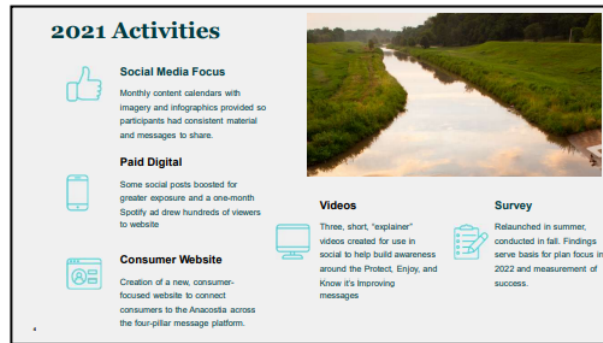 2021 Activities
Social Media Focus
Monthly content calendars with
imagery and infographics provided so
participants had consistent material
and messages to share.
Paid Digital
Some social posts boosted for
greater exposure and a one-month
Spotify ad drew hundreds of viewers
to website
Consumer Website
Creation of a new, consumer-
focused website to connect
consumers to the Anacostia across
the four-pillar message platform.
Videos
Three, short, "explainer"
videos created for use in
social to help build awareness
around the Protect, Enjoy, and
Know it's Improving
messages
Survey
Relaunched in summer,
conducted in fall. Findings
serve basis for plan focus in
2022 and measurement of
success.
4